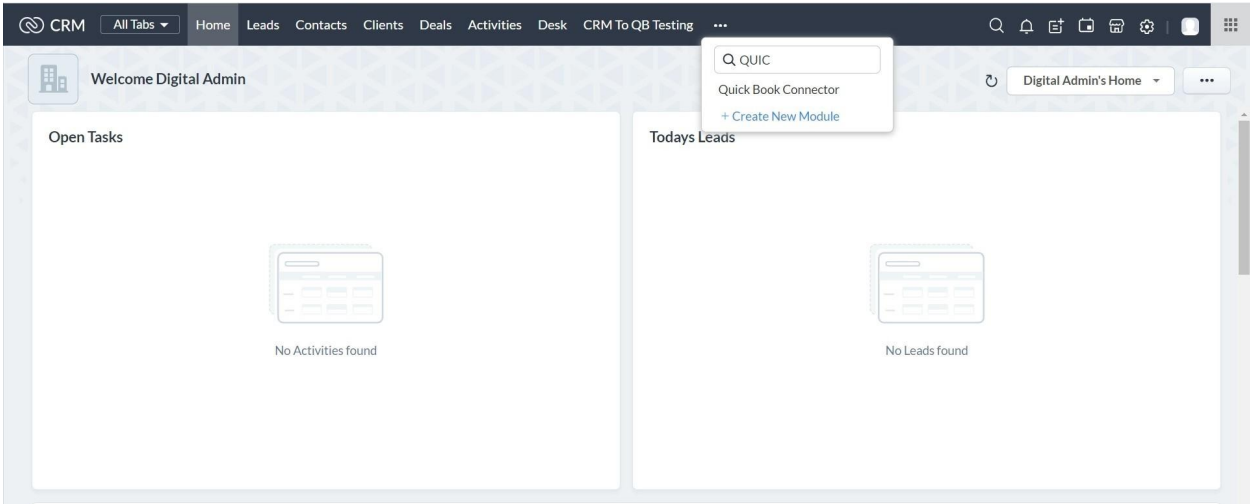 CRM All Tabs Home Leads Contacts Clients Deals Activities Desk CRM To QB Testing ...
QUIC
Quick Book Connector
+ Create New Module
Welcome Digital Admin
Digital Admin's Home
Open Tasks
Todays Leads
No Activities found
No Leads found